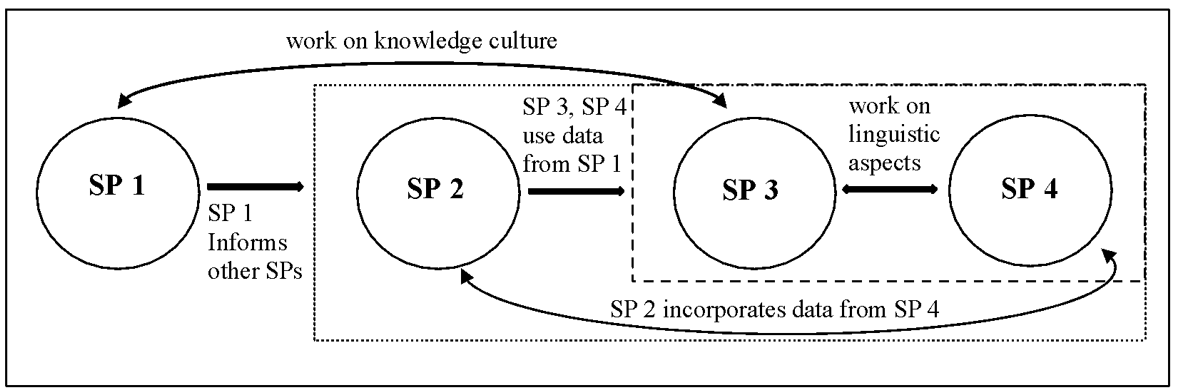 work on knowledge culture
SP 1
SP 1
Informs
other SPs
SP 2
SP 3, SP 4
use data
from SP 1
SP 3
work on
linguistic
aspects
SP 4
SP 2 incorporates data from SP 4